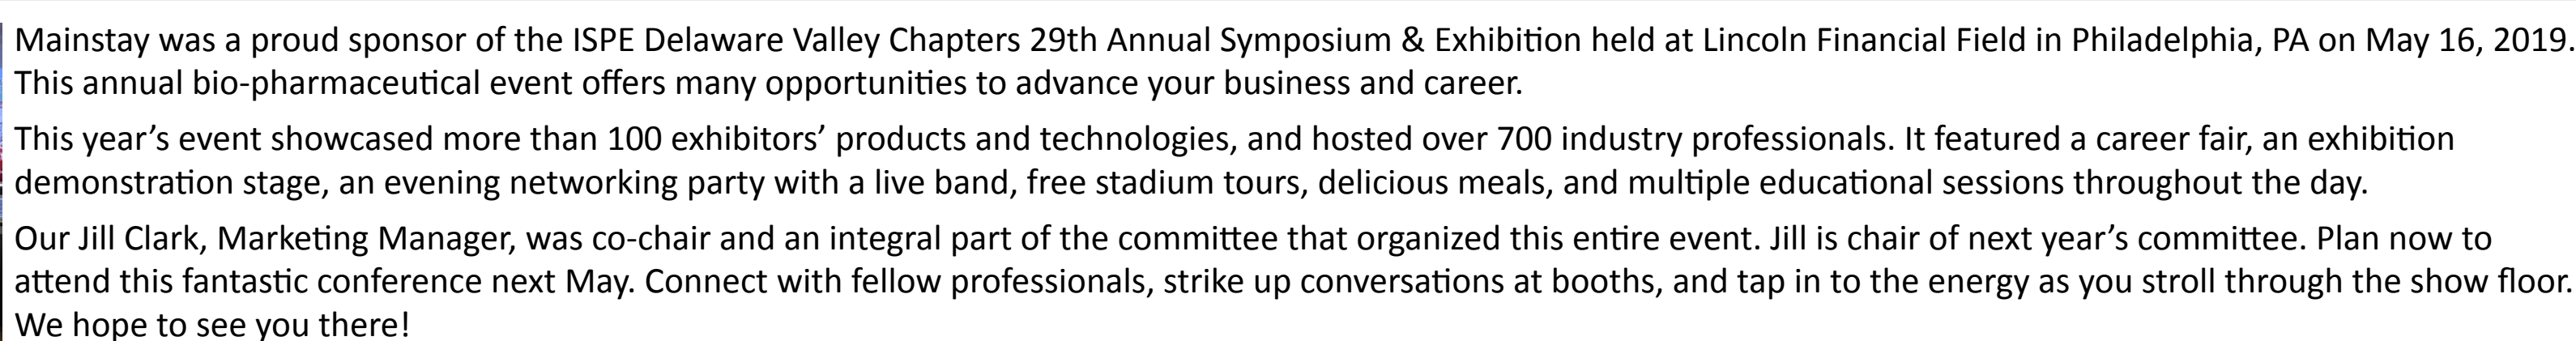 Mainstay was a proud sponsor of the ISPE Delaware Valley Chapters 29th Annual Symposium & Exhibition held at Lincoln Financial Field in Philadelphia, PA on May 16, 2019.
This annual bio-pharmaceutical event offers many opportunities to advance your business and career.
This year’s event showcased more than 100 exhibitors’ products and technologies, and hosted over 700 industry professionals. It featured a career fair, an exhibition
demonstration stage, an evening networking party with a live band, free stadium tours, delicious meals, and multiple educational sessions throughout the day.
Our Jill Clark, Marketing Manager, was co-chair and an integral part of the committee that organized this entire event. Jill is chair of next year’s committee. Plan now to
attend this fantastic conference next May. Connect with fellow professionals, strike up conversations at booths, and tap in to the energy as you stroll through the show floor.
We hope to see you there!